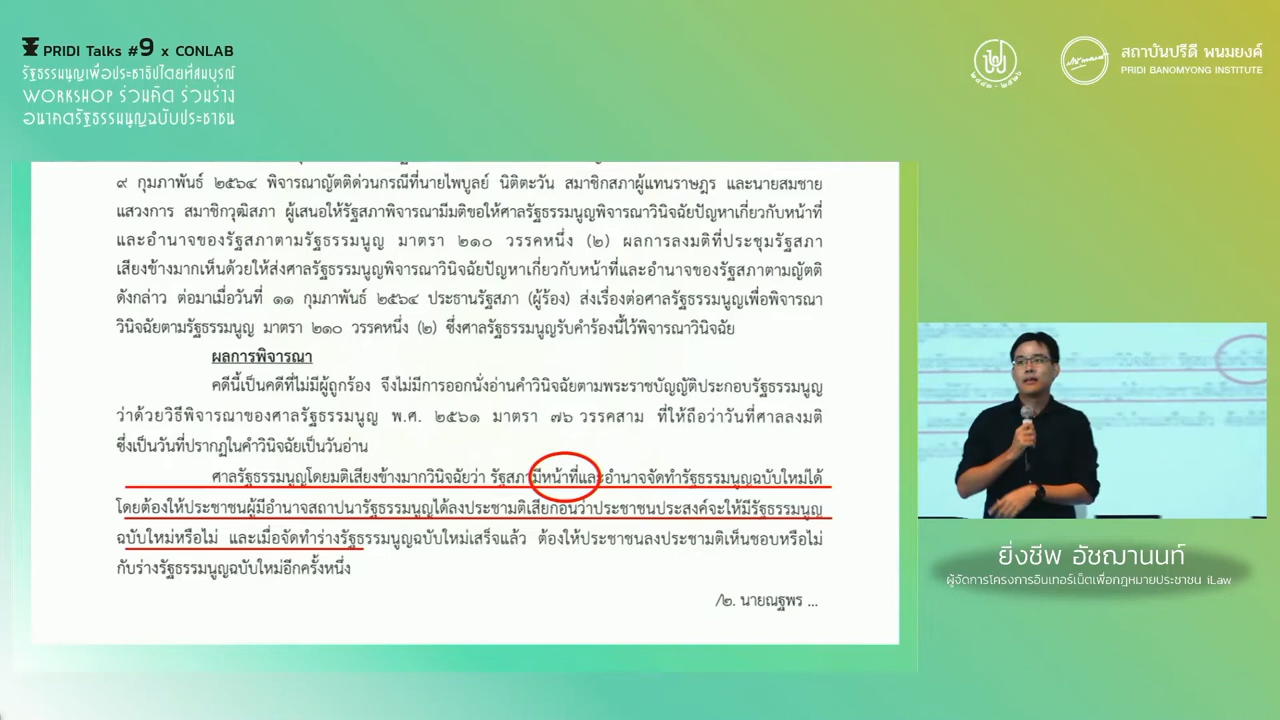 PRIDI Talks #9 x CONLAB
รัฐธรรมนูญเพื่อประชาธิปไตยที่สมบูรณ์
WORKSHOP ร่วมคิด ร่วมร่าง
อนาคตรัฐธรรมนูญฉบับประชาชน
สถาบันปรีดี พนมยงค์
PRIDI BANOMYONG INSTITUTE
๙ กุมภาพันธ์ ๒๕๖๔ พิจารณาญัตติด่วนกรณีที่นายไพบูลย์ นิติตะวัน สมาชิกสภาผู้แทนราษฎร และนายสมชาย
แสวงการ สมาชิกวุฒิสภา ผู้เสนอให้รัฐสภาพิจารณามีมติขอให้ศาลรัฐธรรมนูญพิจารณาวินิจฉัยปัญหาเกี่ยวกับหน้าที่
และอำนาจของรัฐสภาตามรัฐธรรมนูญ มาตรา ๒๑๐ วรรคหนึ่ง (๒) ผลการลงมติที่ประชุมรัฐสภา
เสียงข้างมากเห็นด้วยให้ส่งศาลรัฐธรรมนูญพิจารณาวินิจฉัยปัญหาเกี่ยวกับหน้าที่และอำนาจของรัฐสภาตามญัตติ
ดังกล่าว ต่อมาเมื่อวันที่ ๑๑ กุมภาพันธ์ ๒๕๖๔ ประธานรัฐสภา (ผู้ร้อง) ส่งเรื่องต่อศาลรัฐธรรมนูญเพื่อพิจารณา
วินิจฉัยตามรัฐธรรมนูญ มาตรา ๒๑๐ วรรคหนึ่ง (๒) ซึ่งศาลรัฐธรรมนูญรับคำร้องนี้ไว้พิจารณาวินิจฉัย
ผลการพิจารณา
คดีนี้เป็นคดีที่ไม่มีผู้ถูกร้อง จึงไม่มีการออกนั่งอ่านคำวินิจฉัยตามพระราชบัญญัติประกอบรัฐธรรมนูญ
ว่าด้วยวิธีพิจารณาของศาลรัฐธรรมนูญ พ.ศ. ๒๕๖๑ มาตรา ๗๖ วรรคสาม ที่ให้ถือว่าวันที่ศาลลงมติ
ซึ่งเป็นวันที่ปรากฏในคำวินิจฉัยเป็นวันอ่าน
ศาลรัฐธรรมนูญโดยมติเสียงข้างมากวินิจฉัยว่า รัฐสภามีหน้าที่และอำนาจจัดทำรัฐธรรมนูญฉบับใหม่ได้
โดยต้องให้ประชาชนผู้มีอำนาจสถาปนารัฐธรรมนูญได้ลงประชามติเสียก่อนว่าประชาชนประสงค์จะให้มีรัฐธรรมนูญ
ฉบับใหม่หรือไม่ และเมื่อจัดทำร่างรัฐธรรมนูญฉบับใหม่เสร็จแล้ว ต้องให้ประชาชนลงประชามติเห็นชอบหรือไม่
กับร่างรัฐธรรมนูญฉบับใหม่อีกครั้งหนึ่ง
/๒. นายณฐพร ...
ยิ่งชีพ อัชฌานนท์
ผู้จัดการโครงการอินเทอร์เน็ตเพื่อกฎหมายประชาชน iLaw